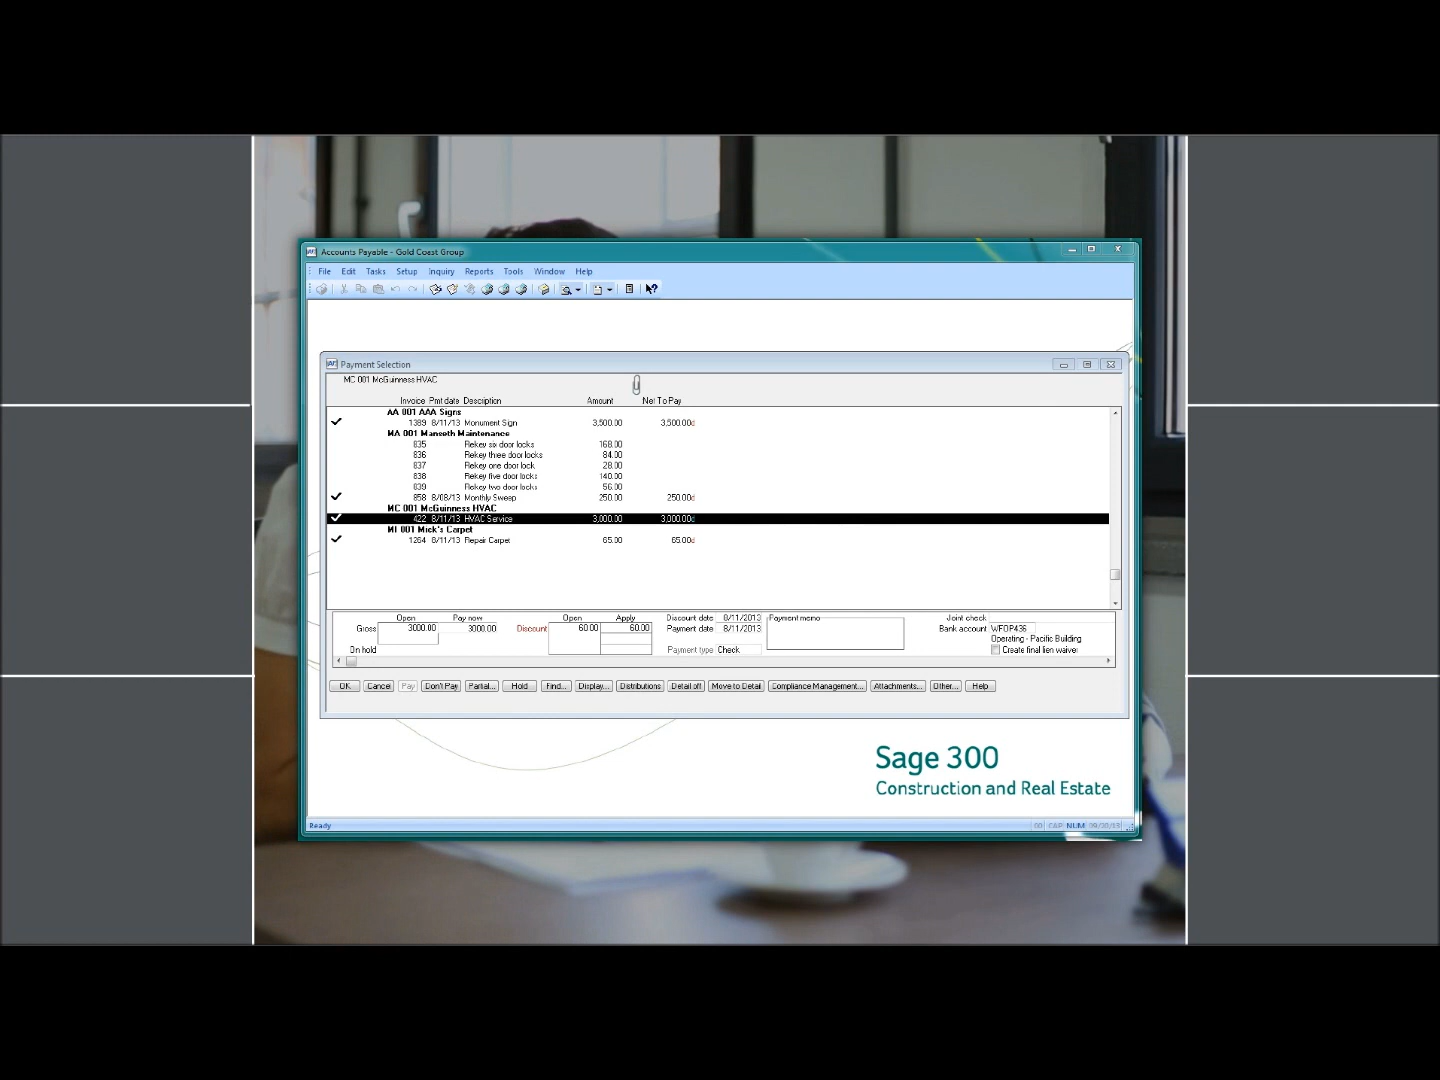 Accounts Payable - Gold Coast Group
File Edit Tasks Setup Inquiry Reports Tools Window Help
Payment Selection
MC 001 McGuinness HVAC
Invoice Pmt date Description Amount Net To Pay
AA 001 AAA Signs
1389 8/11/13 Monument Sign 3,500.00 3,500.00d
MA 001 Manseth Maintenance
835 Rekey six door locks 168.00
836 Rekey three door locks 84.00
837 Rekey one door lock 28.00
838 Rekey five door locks 140.00
839 Rekey two door locks 56.00
858 8/08/13 Monthly Sweep 250.00 250.00d
MC 001 McGuinness HVAC
422 8/11/13 HVAC Service 3,000.00 3,000.00d
MI 001 Mick's Carpet
1264 8/11/13 Repair Carpet 65.00 65.00d
Open Pay now Open Apply Discount date 8/11/2013 Payment memo Joint check
Gross 3000.00 3000.00 Discount 60.00 60.00 Payment date 8/11/2013 Bank account WFOP436
Operating - Pacific Building
On hold Payment type Check Create final lien waiver
OK Cancel Pay Don't Pay Partial... Hold Find... Display... Distributions Detail off Move to Detail Compliance Management... Attachments... Other... Help
Sage 300
Construction and Real Estate
Ready CAP NUM 09/20/13